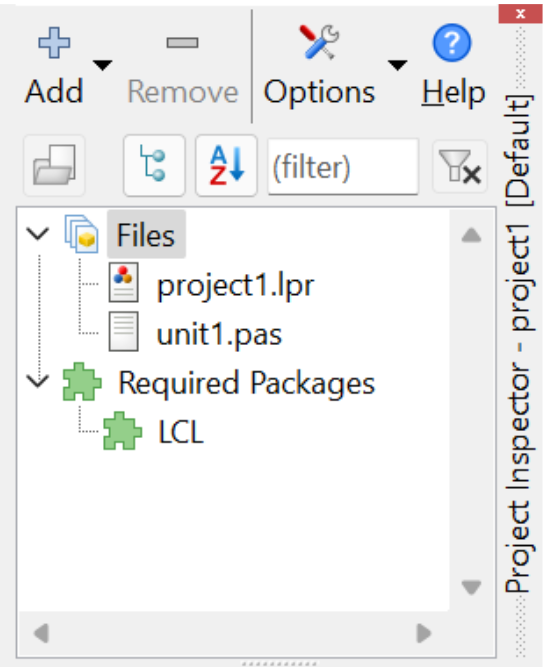 Add
Remove
Options
Help
(filter)
Files
project1.lpr
unit1.pas
Required Packages
LCL
Project Inspector - project1 [Default]